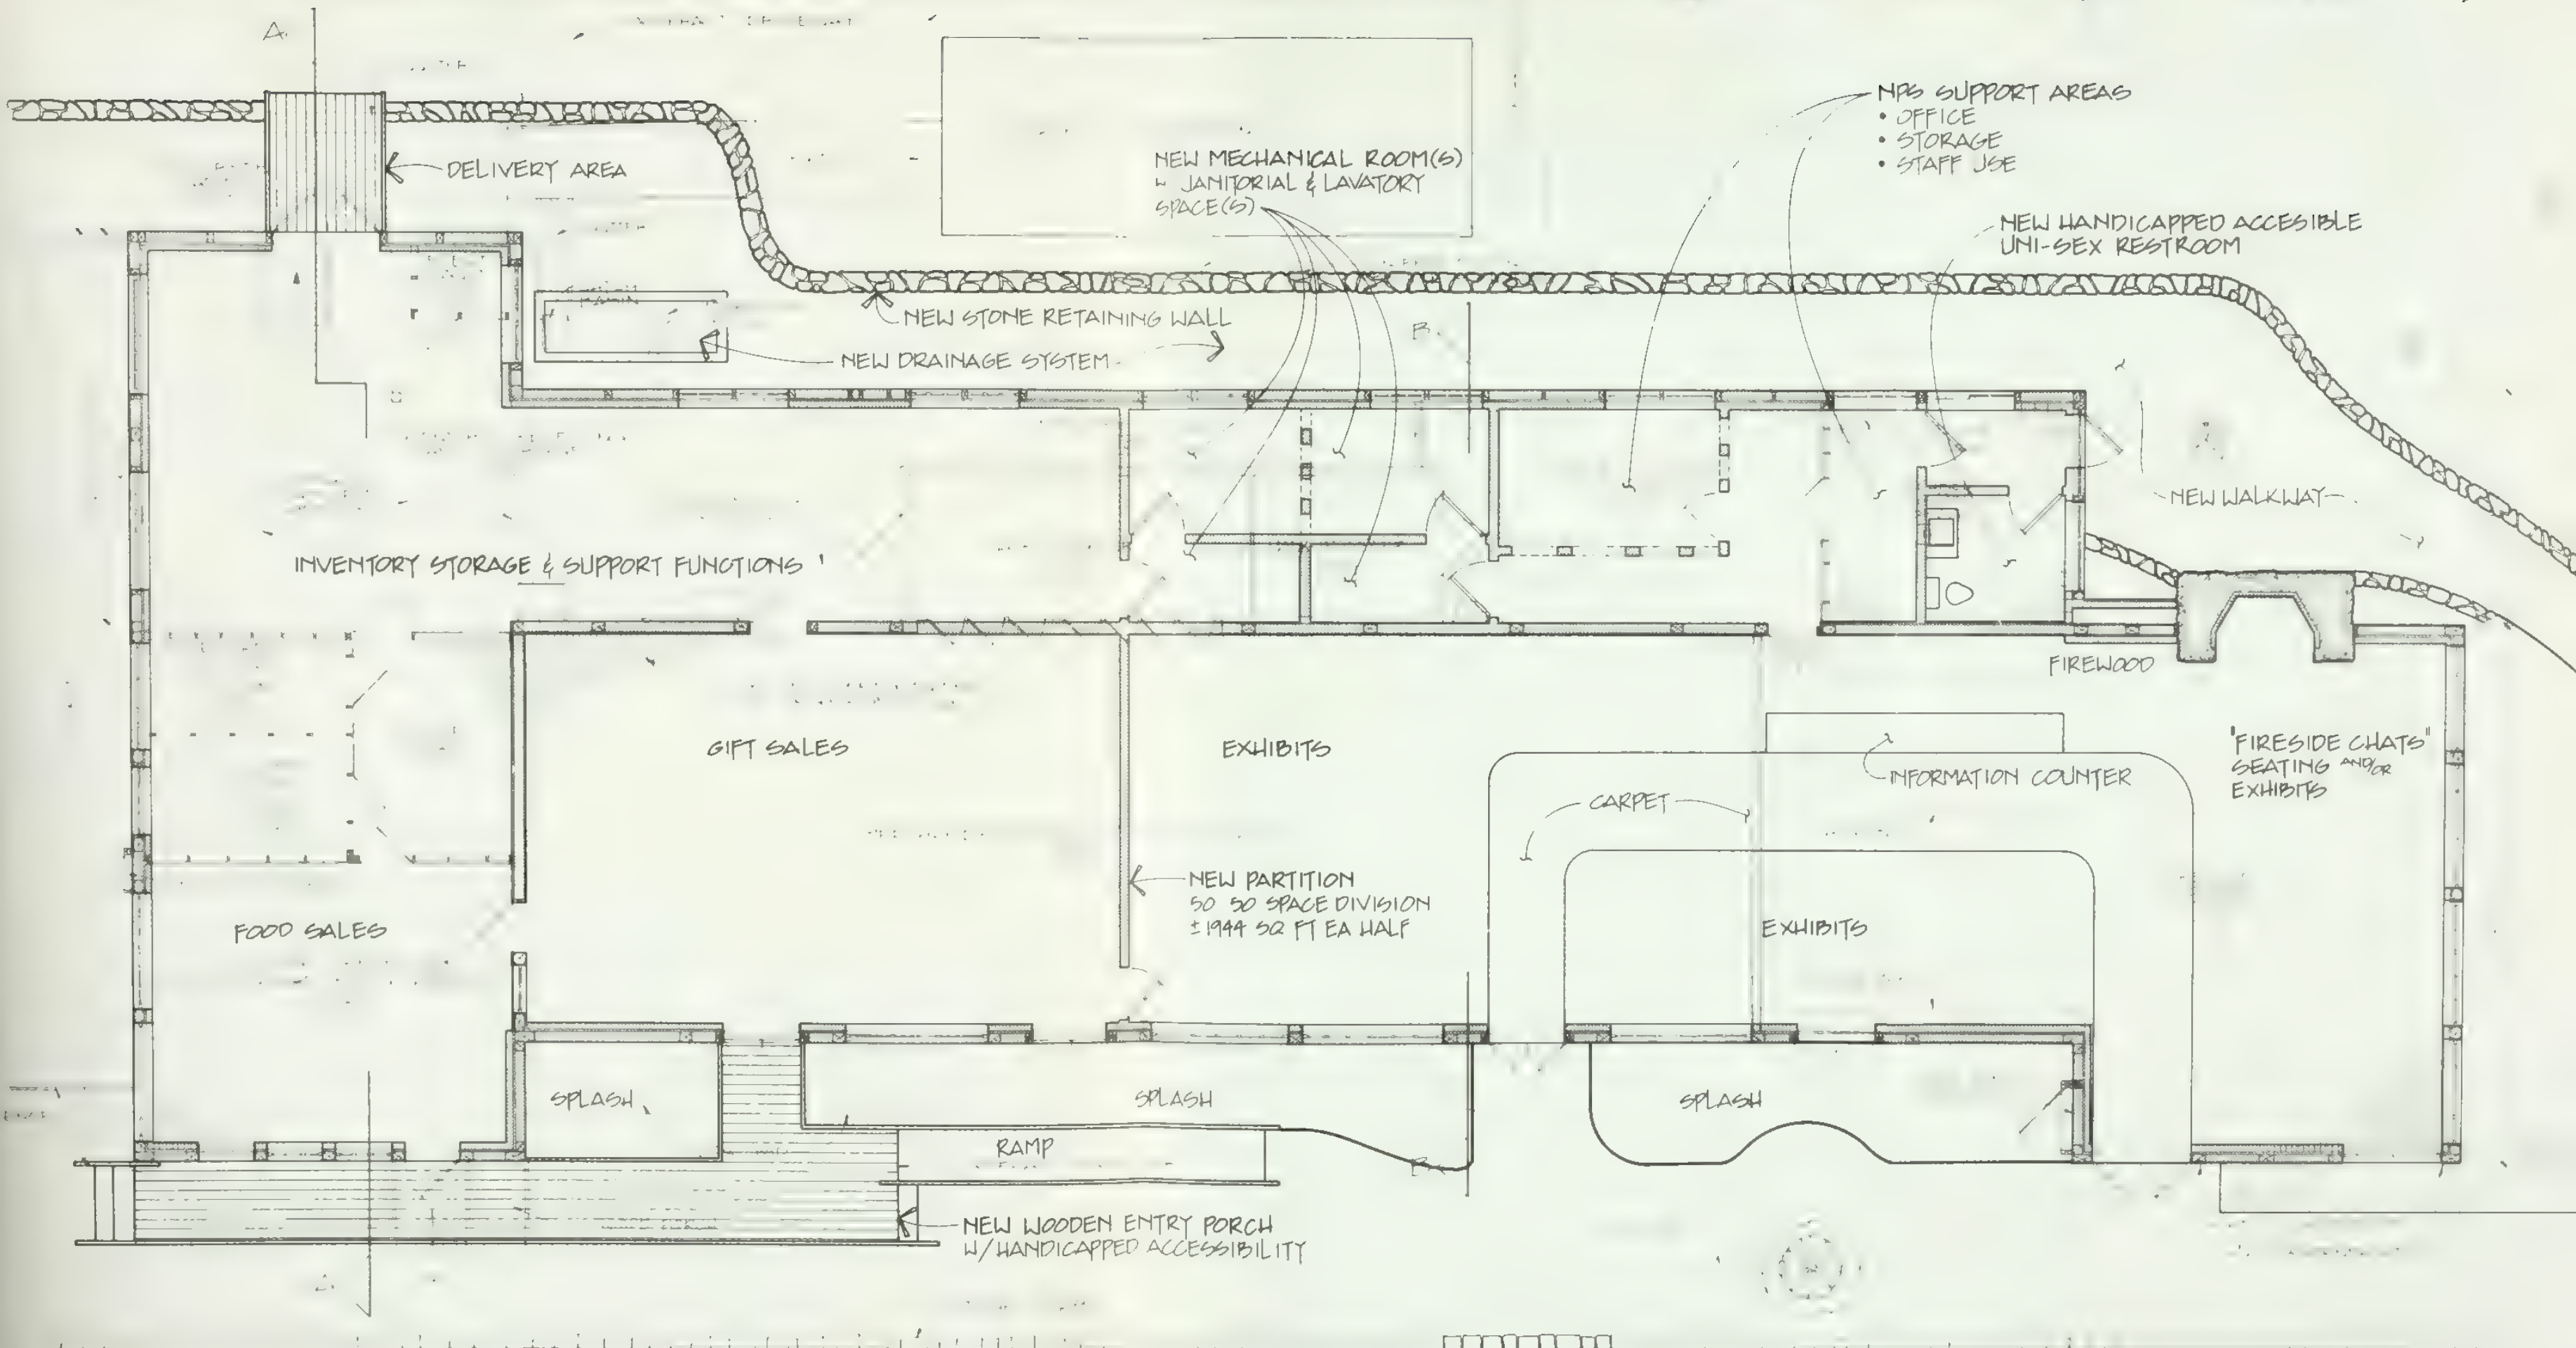 A.
DELIVERY AREA
NEW MECHANICAL ROOM(S)
W JANITORIAL & LAVATORY
SPACE(S)
NPS SUPPORT AREAS
• OFFICE
• STORAGE
• STAFF USE
NEW HANDICAPPED ACCESIBLE
UNI-SEX RESTROOM
NEW STONE RETAINING WALL
B.
NEW DRAINAGE SYSTEM
NEW WALKWAY
INVENTORY STORAGE & SUPPORT FUNCTIONS
FIREWOOD
GIFT SALES
EXHIBITS
"FIRESIDE CHATS"
SEATING AND/OR
EXHIBITS
INFORMATION COUNTER
CARPET
NEW PARTITION
50 50 SPACE DIVISION
±1944 SQ FT EA HALF
FOOD SALES
EXHIBITS
SPLASH
SPLASH
SPLASH
RAMP
NEW WOODEN ENTRY PORCH
W/HANDICAPPED ACCESSIBILITY